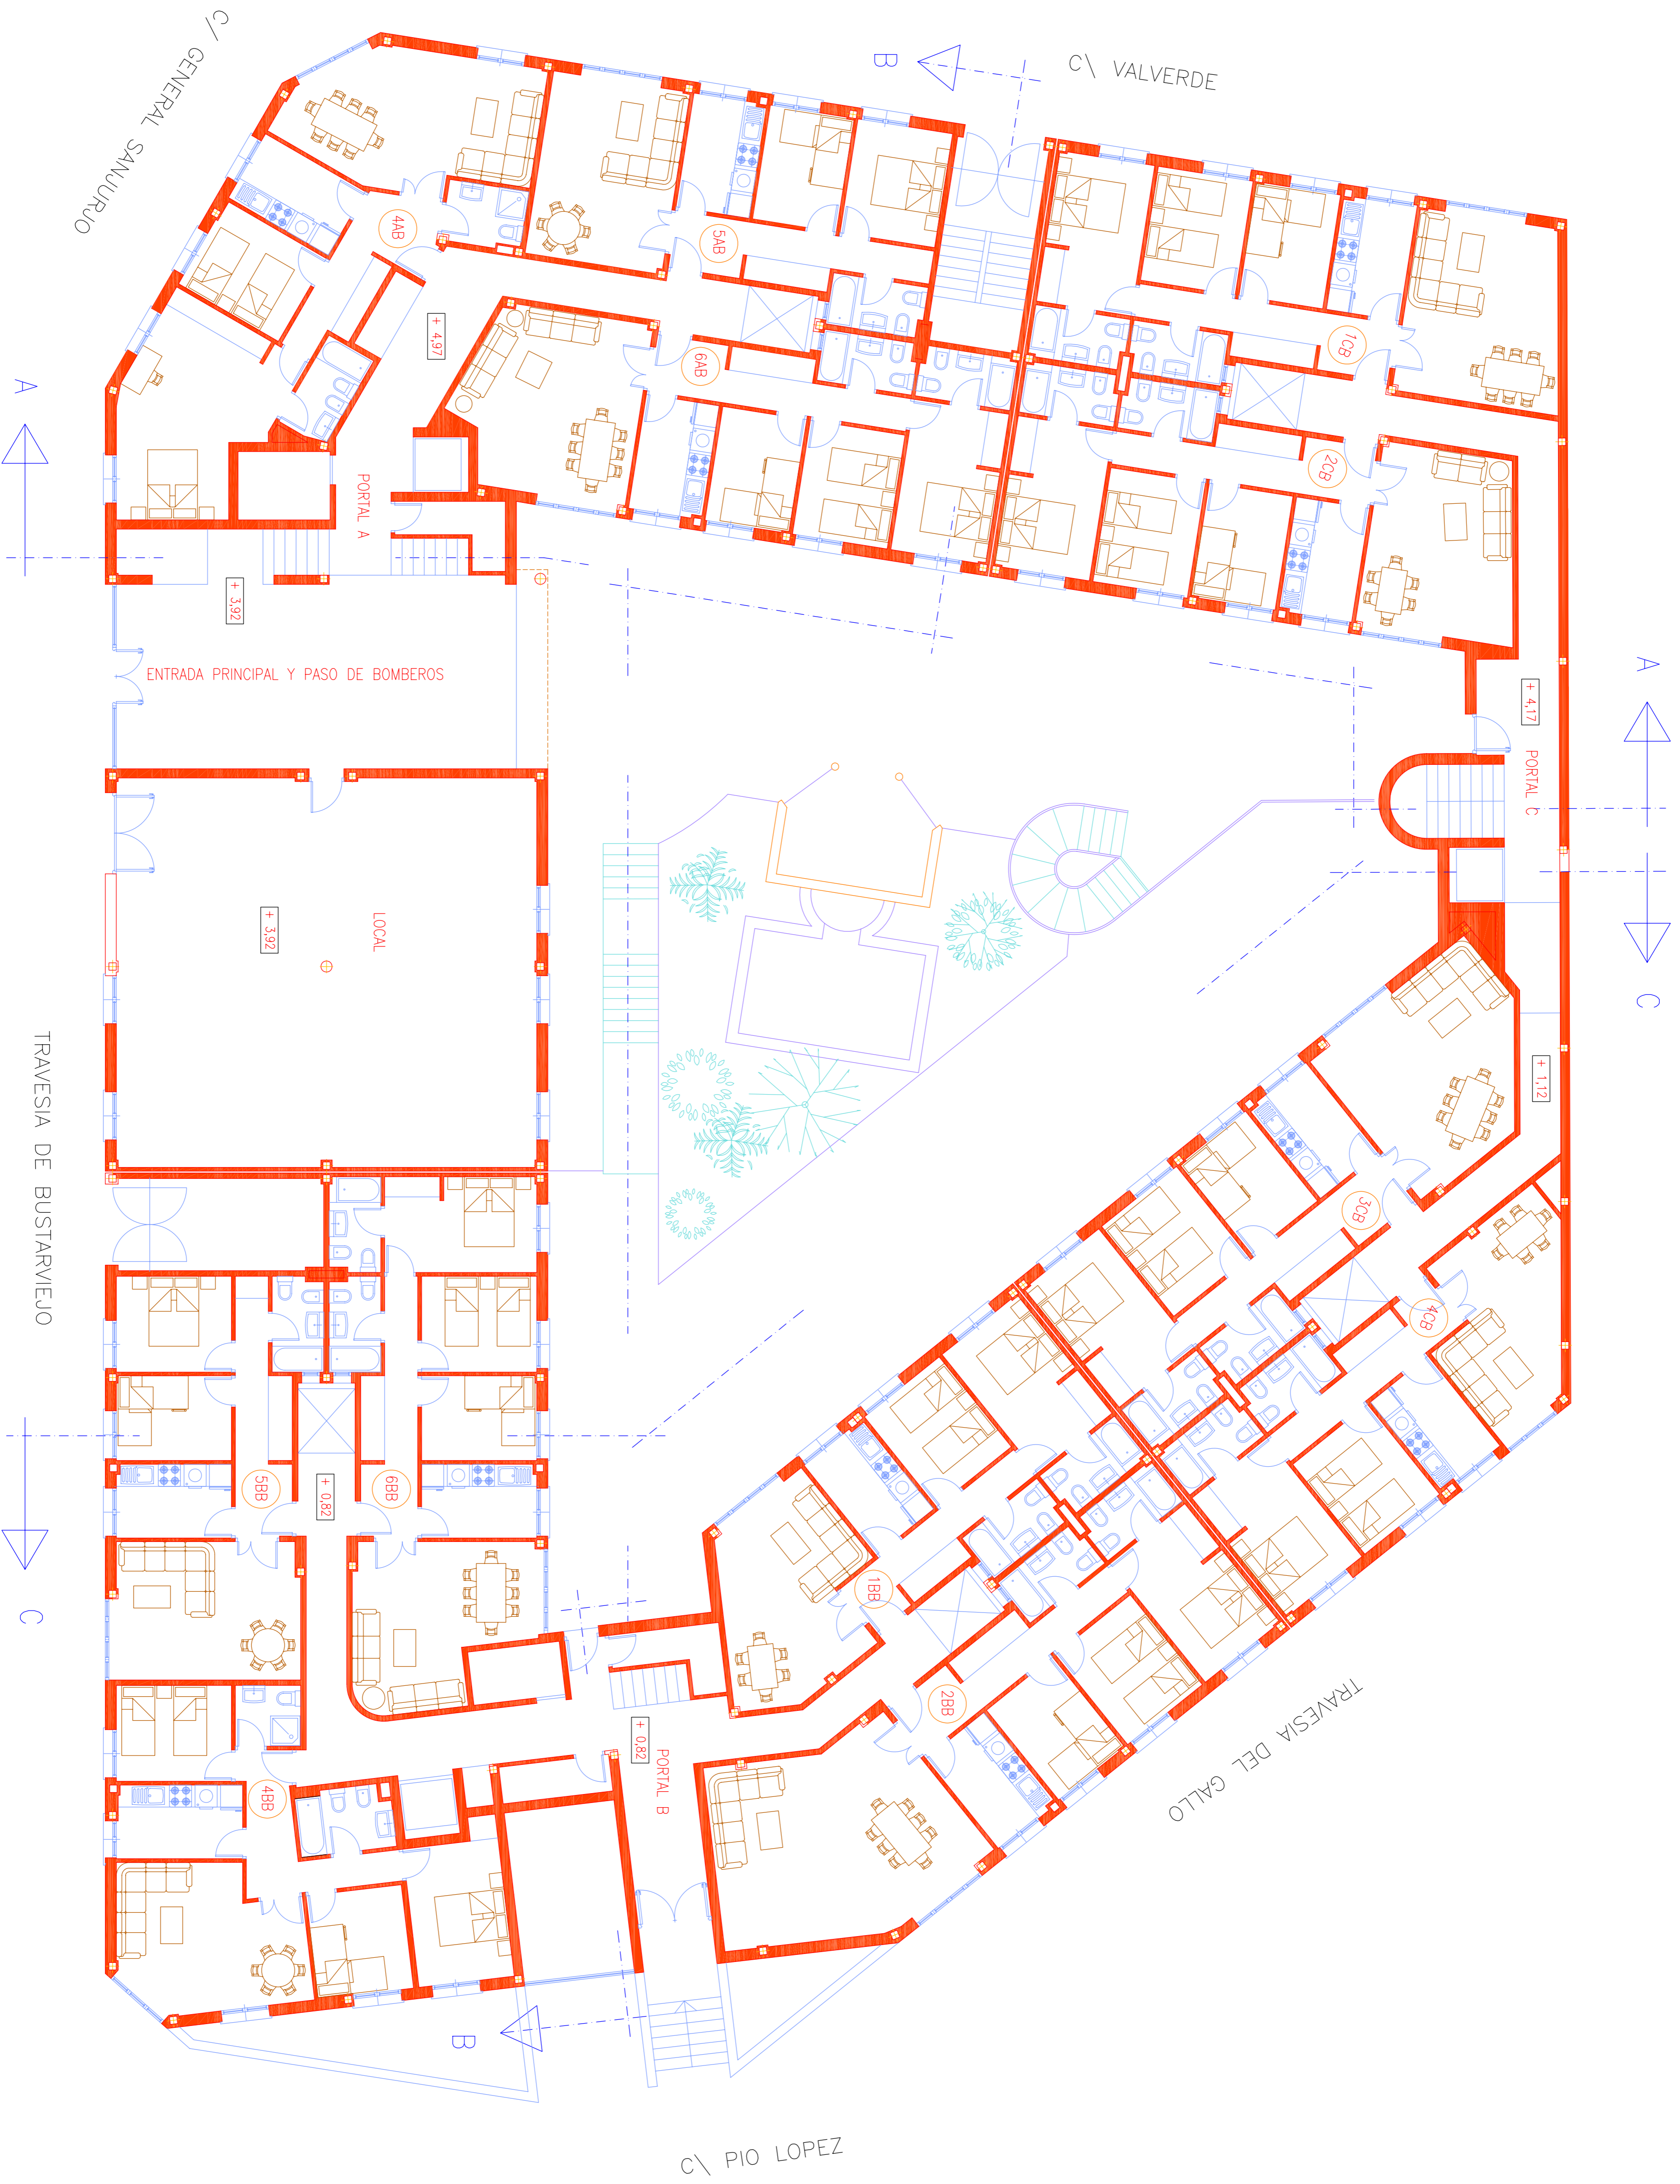 C/ GENERAL SANJURJO
B
C\ VALVERDE
4AB
5AB
6AB
1CB
2CB
+ 4,97
PORTAL A
A
+ 3,92
ENTRADA PRINCIPAL Y PASO DE BOMBEROS
A
+ 4,17
PORTAL C
C
+ 3,92
LOCAL
+ 1,12
TRAVESIA DE BUSTARVIEJO
3CB
4CB
5BB
6BB
+ 0,82
1BB
2BB
C
+ 0,82
PORTAL B
4BB
TRAVESIA DEL GALLO
B
C\ PIO LOPEZ